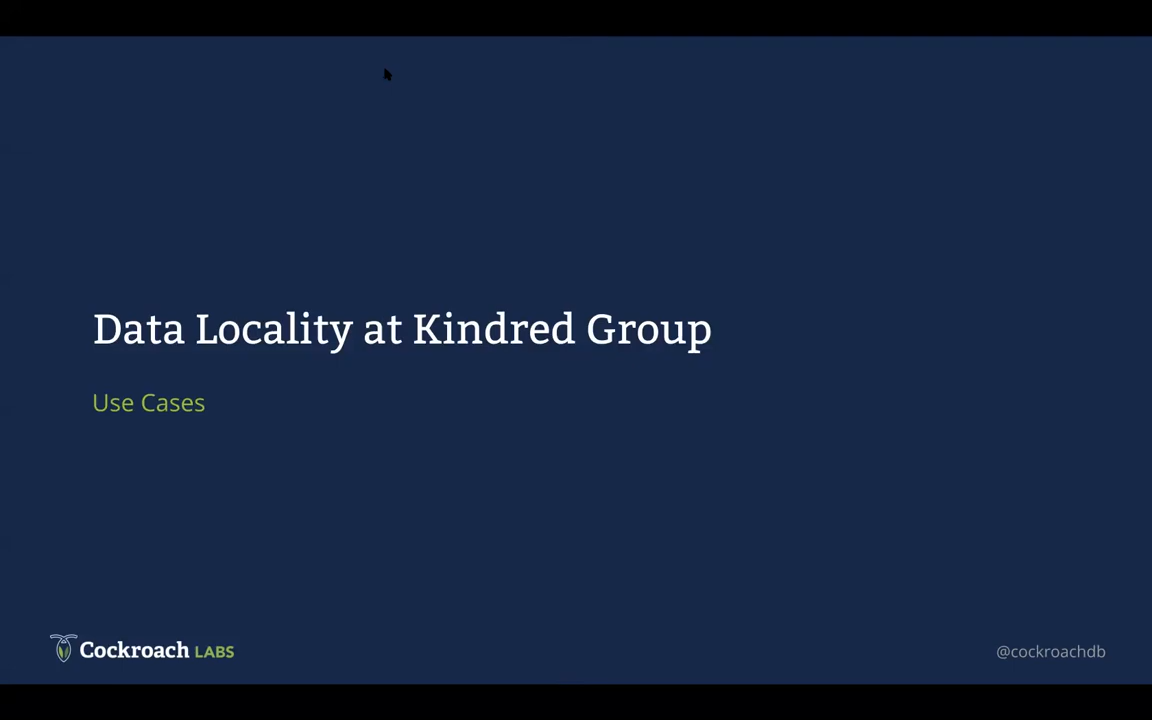 Data Locality at Kindred Group
Use Cases
Cockroach LABS
@cockroachdb